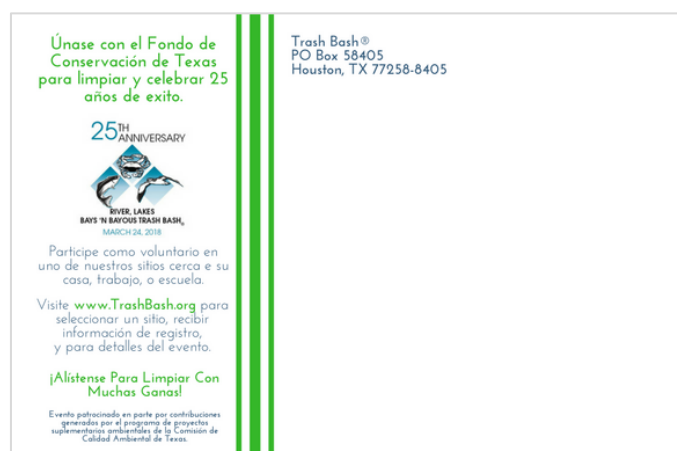 Únase con el Fondo de
Conservación de Texas
para limpiar y celebrar 25
años de exito.
25TH
ANNIVERSARY
RIVER, LAKES
BAYS 'N BAYOUS TRASH BASH®
MARCH 24, 2018
Participe como voluntario en
uno de nuestros sitios cerca e su
casa, trabajo, o escuela.
Visite www.TrashBash.org para
seleccionar un sitio, recibir
información de registro,
y para detalles del evento.
¡Alístense Para Limpiar Con
Muchas Ganas!
Evento patrocinado en parte por contribuciones
generados por el programa de proyectos
suplementarios ambientales de la Comisión de
Calidad Ambiental de Texas.
Trash Bash®
PO Box 58405
Houston, TX 77258-8405